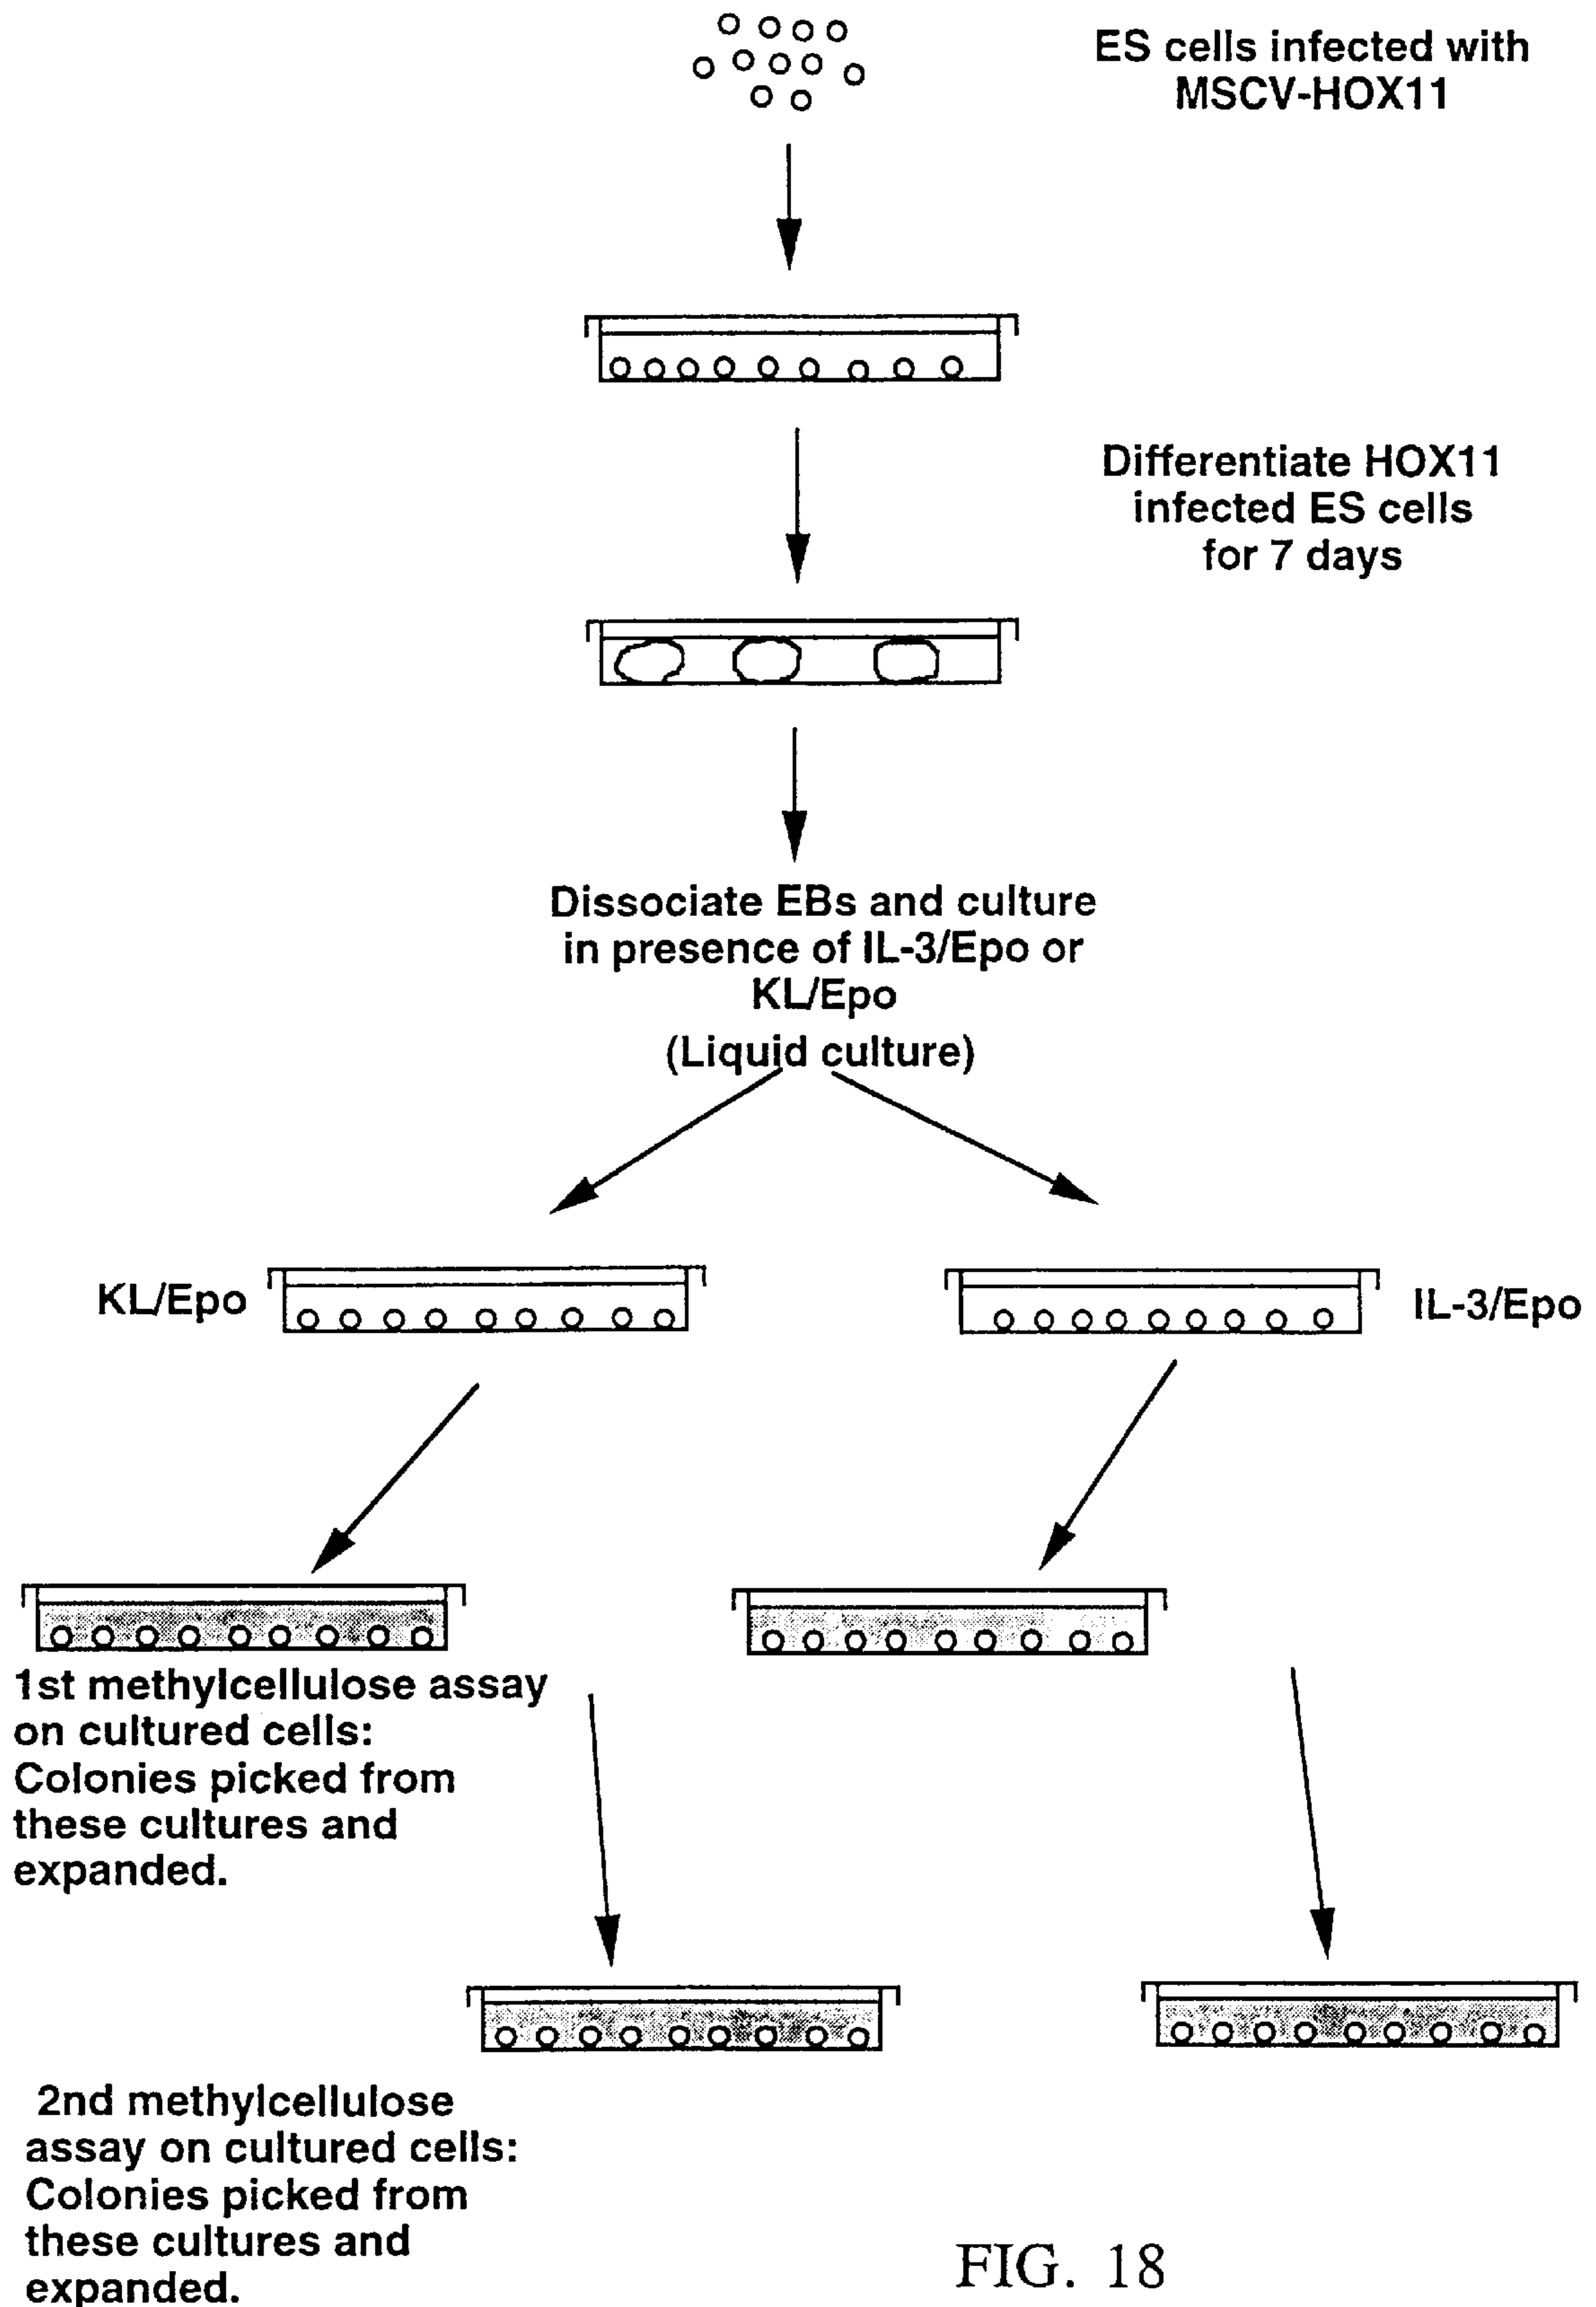 ES cells infected with
MSCV-HOX11
Differentiate HOX11
infected ES cells
for 7 days
Dissociate EBs and culture
in presence of IL-3/Epo or
KL/Epo
(Liquid culture)
KL/Epo
IL-3/Epo
1st methylcellulose assay
on cultured cells:
Colonies picked from
these cultures and
expanded.
2nd methylcellulose
assay on cultured cells:
Colonies picked from
these cultures and
expanded.
FIG. 18